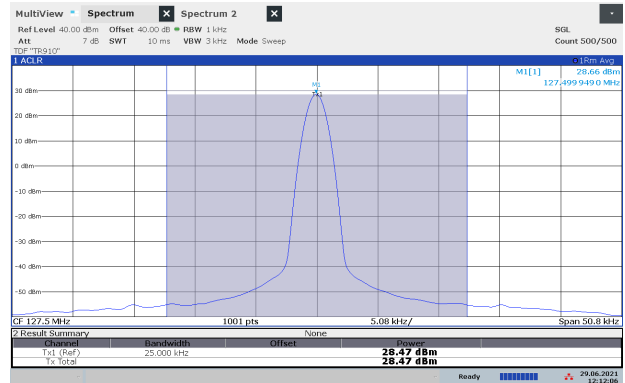 MultiView Spectrum X Spectrum 2 X
Ref Level 40.00 dBm Offset 40.00 dB RBW 1 kHz SGL
Att 7 dB SWT 10 ms VBW 3 kHz Mode Sweep Count 500/500
TDF "TR910"
1 ACLR 1Rm Avg
M1[1] 28.66 dBm
127.499 949 0 MHz
M1
Tx1
30 dBm
20 dBm
10 dBm
0 dBm
-10 dBm
-20 dBm
-30 dBm
-40 dBm
-50 dBm
CF 127.5 MHz 1001 pts 5.08 kHz/ Span 50.8 kHz
2 Result Summary None
Channel Bandwidth Offset Power
Tx1 (Ref) 25.000 kHz 28.47 dBm
Tx Total 28.47 dBm
Ready 29.06.2021
12:12:06